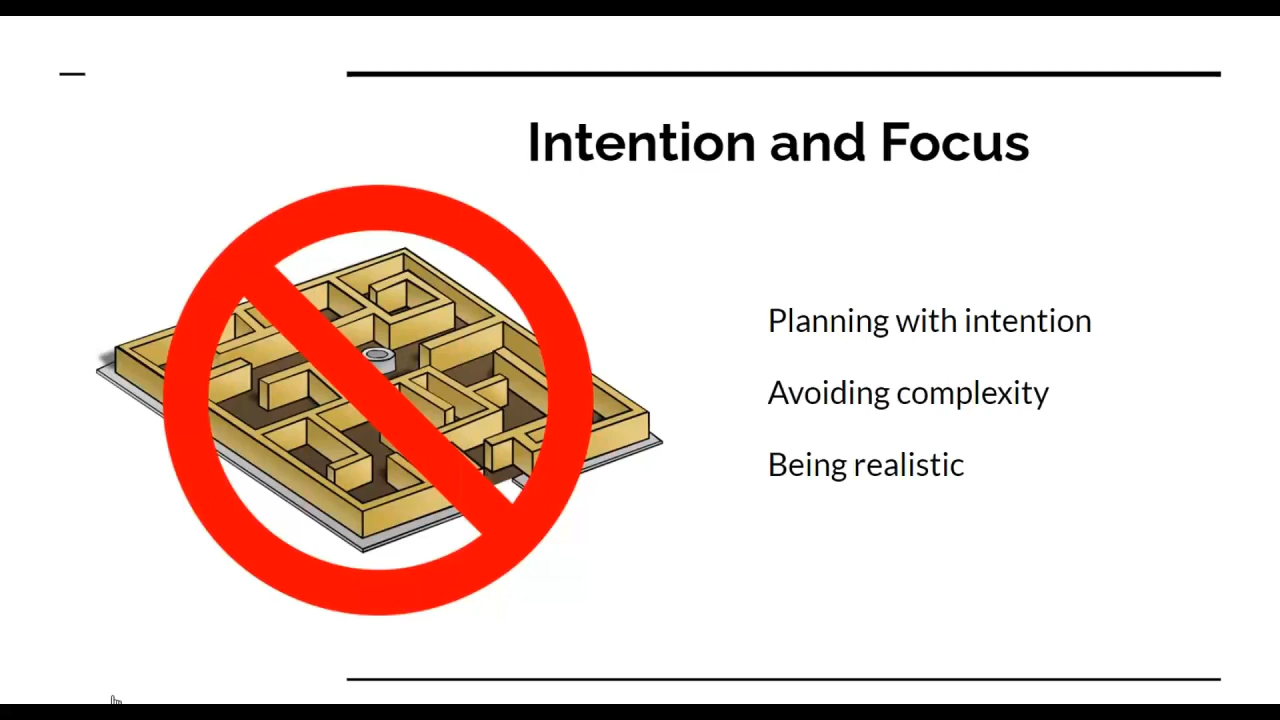 Intention and Focus
Planning with intention
Avoiding complexity
Being realistic